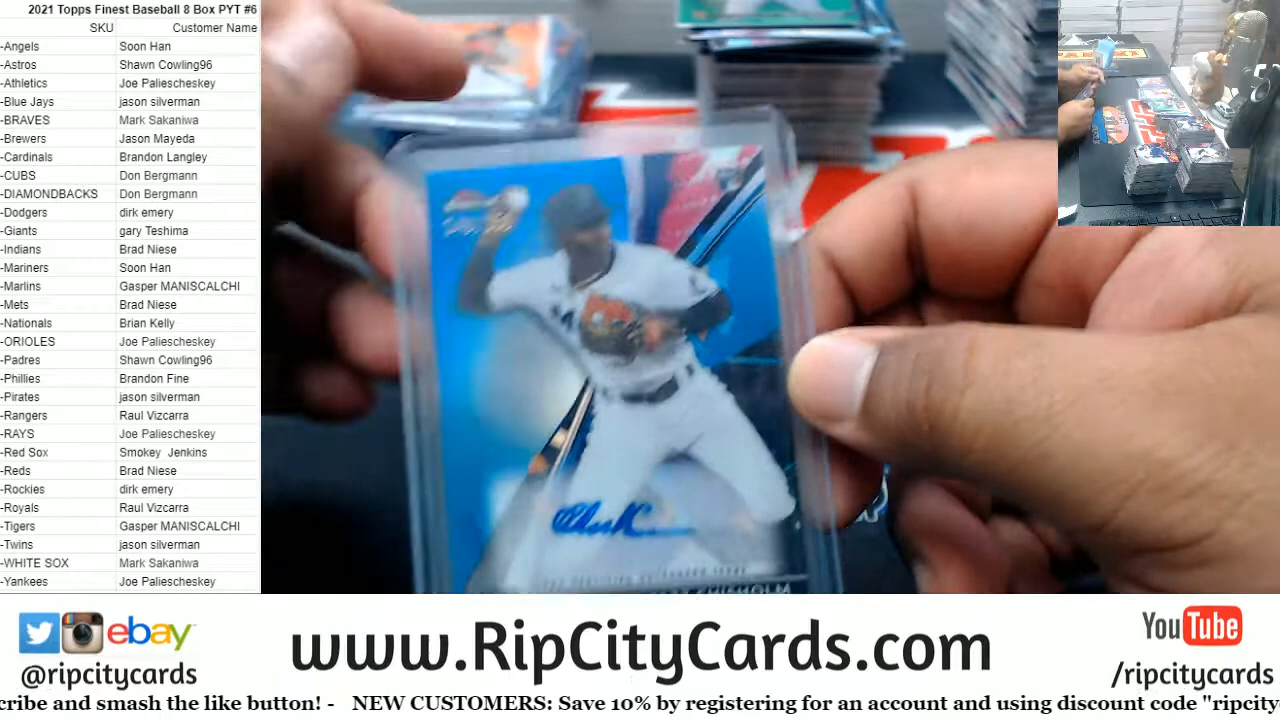 2021 Topps Finest Baseball 8 Box PYT #6
SKU Customer Name
-Angels Soon Han
-Astros Shawn Cowling96
-Athletics Joe Paliescheskey
-Blue Jays jason silverman
-BRAVES Mark Sakaniwa
-Brewers Jason Mayeda
-Cardinals Brandon Langley
-CUBS Don Bergmann
-DIAMONDBACKS Don Bergmann
-Dodgers dirk emery
-Giants gary Teshima
-Indians Brad Niese
-Mariners Soon Han
-Marlins Gasper MANISCALCHI
-Mets Brad Niese
-Nationals Brian Kelly
-ORIOLES Joe Paliescheskey
-Padres Shawn Cowling96
-Phillies Brandon Fine
-Pirates jason silverman
-Rangers Raul Vizcarra
-RAYS Joe Paliescheskey
-Red Sox Smokey Jenkins
-Reds Brad Niese
-Rockies dirk emery
-Royals Raul Vizcarra
-Tigers Gasper MANISCALCHI
-Twins jason silverman
-WHITE SOX Mark Sakaniwa
-Yankees Joe Paliescheskey
CHISHOLM
ebay
@ripcitycards
www.RipCityCards.com
YouTube
/ripcitycards
cribe and smash the like button! - NEW CUSTOMERS: Save 10% by registering for an account and using discount code "ripcity